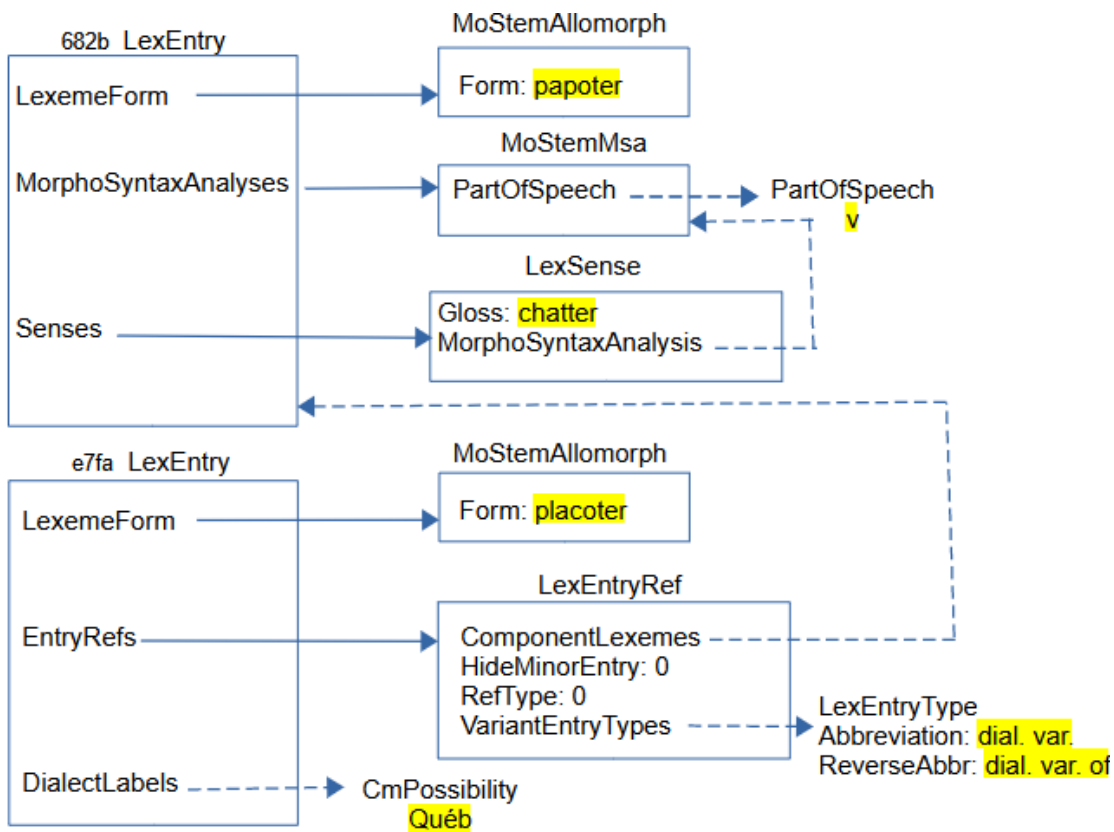 682b LexEntry
MoStemAllomorph
LexemeForm
Form: papoter
MoStemMsa
MorphoSyntaxAnalyses
PartOfSpeech
PartOfSpeech
v
LexSense
Senses
Gloss: chatter
MorphoSyntaxAnalysis
e7fa LexEntry
MoStemAllomorph
LexemeForm
Form: placoter
LexEntryRef
EntryRefs
ComponentLexemes
HideMinorEntry: 0
RefType: 0
VariantEntryTypes
LexEntryType
Abbreviation: dial. var.
ReverseAbbr: dial. var. of
DialectLabels
CmPossibility
Québ